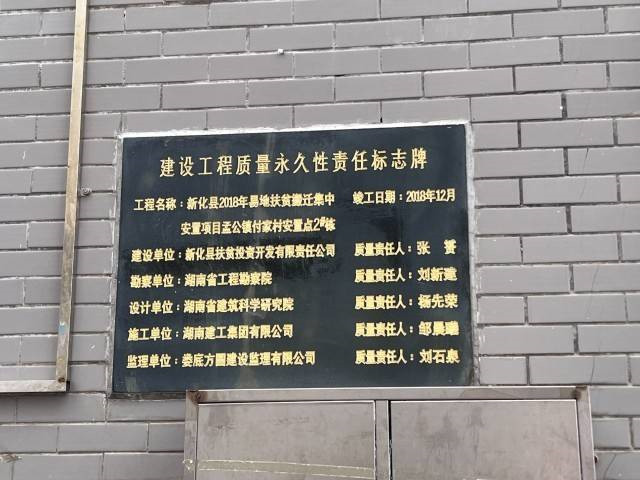 建设工程质量永久性责任标志牌
工程名称：新化县2018年易地扶贫搬迁集中 竣工日期：2018年12月
安置项目孟公镇付家村安置点2#栋
建设单位：新化县扶贫投资开发有限责任公司 质量责任人：张
勘察单位：湖南省工程勘察院 质量责任人：刘新建
设计单位：湖南省建筑科学研究院 质量责任人：杨先荣
施工单位：湖南建工集团有限公司 质量责任人：邹晨曦
监理单位：娄底方圆建设监理有限公司 质量责任人：刘石泉